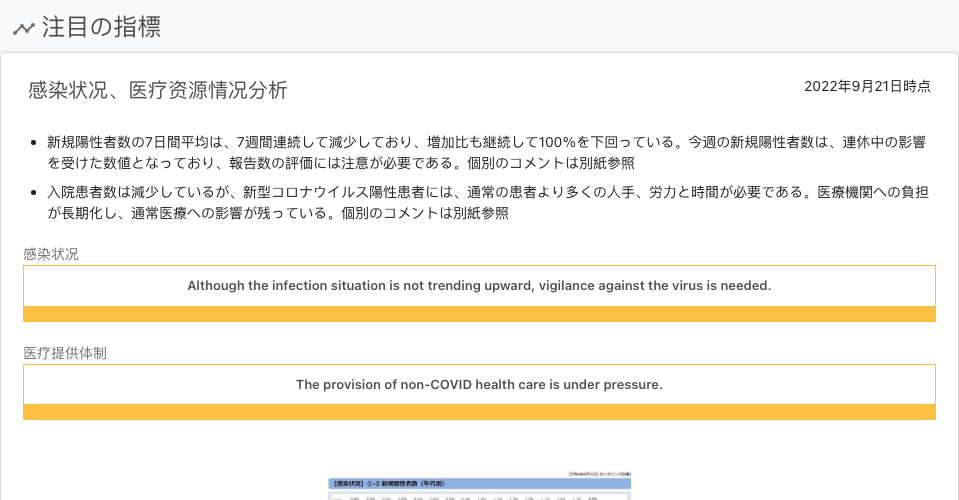 注目の指標
感染状况、医疗资源情况分析
2022年9月21日時点
新規陽性者数の7日間平均は、7週間連続して減少しており、増加比も継続して100%を下回っている。今週の新規陽性者数は、連休中の影響
を受けた数値となっており、報告数の評価には注意が必要である。個別のコメントは別紙参照
入院患者数は減少しているが、新型コロナウイルス陽性患者には、通常の患者より多くの人手、労力と時間が必要である。医療機関への負担
が長期化し、通常医療への影響が残っている。個別のコメントは別紙参照
感染状况
Although the infection situation is not trending upward, vigilance against the virus is needed.
医疗提供体制
The provision of non-COVID health care is under pressure.
【感染状況】①-2 新規陽性者数（年代別）